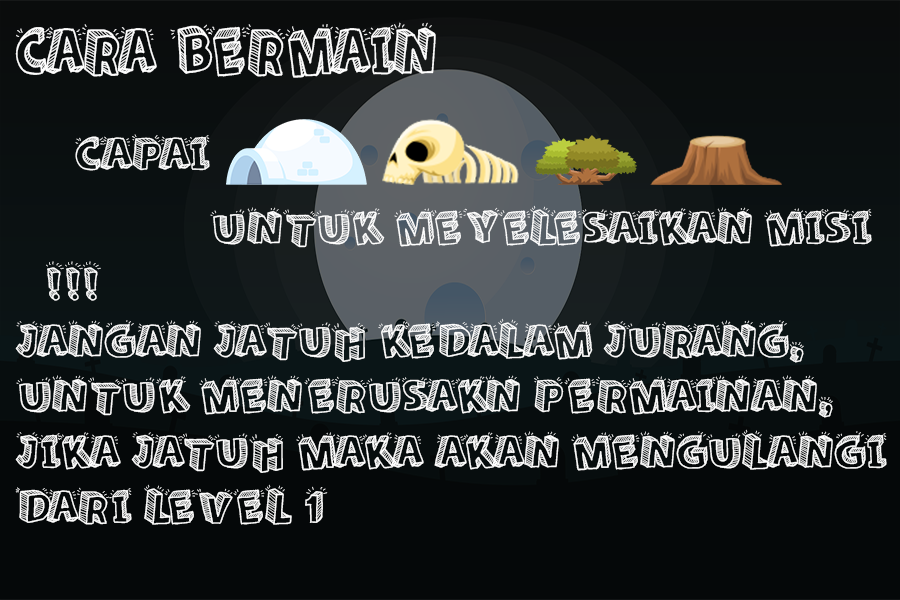 CARA BERMAIN
CAPAI
UNTUK MEYELESAIKAN MISI
!!!
JANGAN JATUH KEDALAM JURANG,
UNTUK MENERUSAKN PERMAINAN,
JIKA JATUH MAKA AKAN MENGULANGI
DARI LEVEL 1